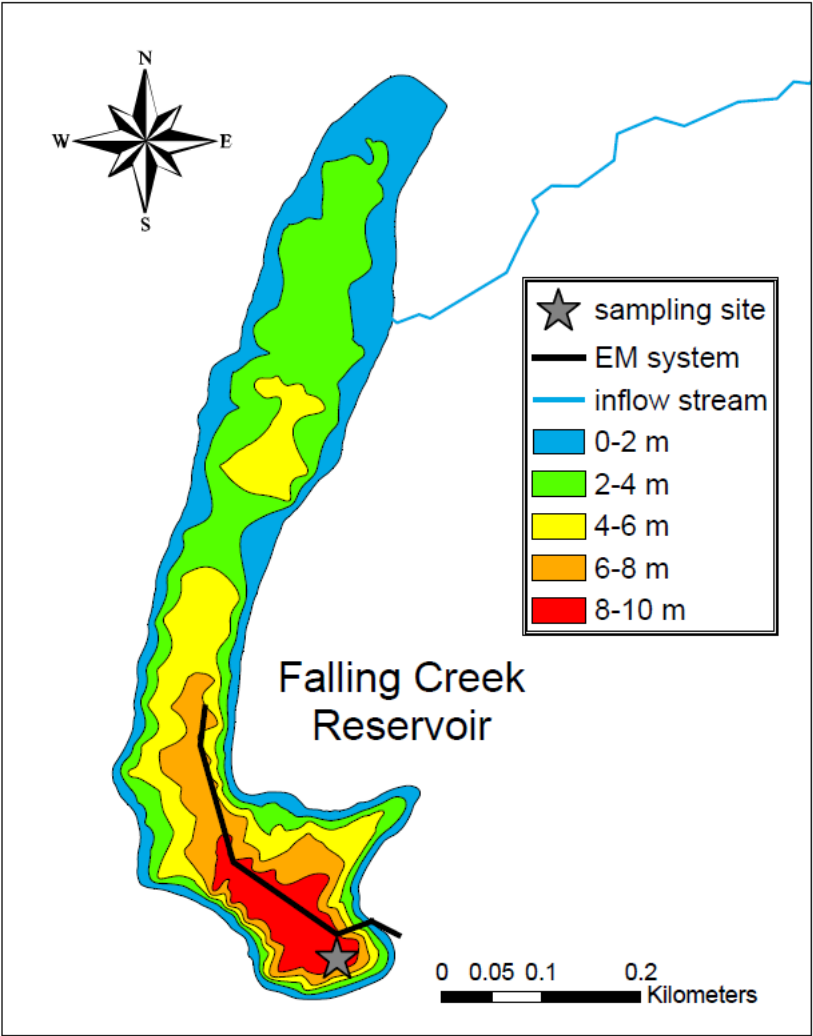 N
W
E
S
sampling site
EM system
inflow stream
0-2 m
2-4 m
4-6 m
6-8 m
8-10 m
Falling Creek
Reservoir
0 0.05 0.1 0.2
Kilometers